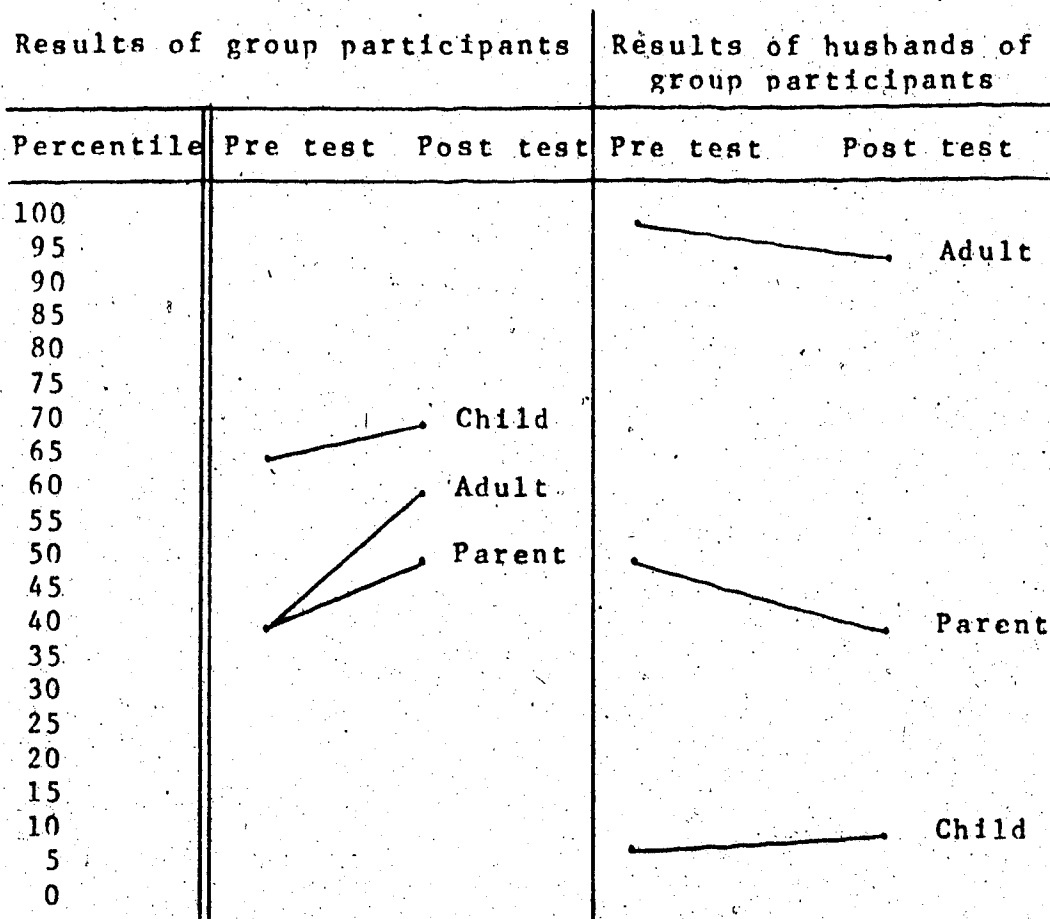 Results of group participants
Results of husbands of
group participants
Percentile Pre test Post test Pre test Post test
100
95 Adult
90
85
80
75
70 Child
65
60 Adult
55
50 Parent
45
40 Parent
35
30
25
20
15
10 Child
5
0